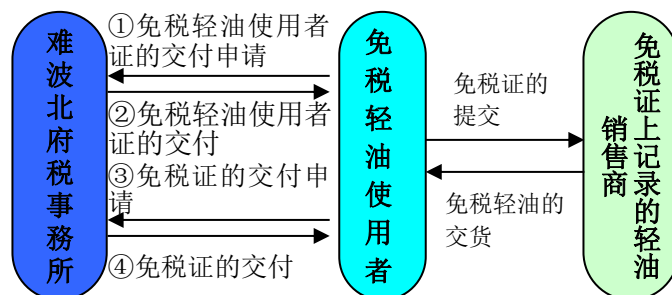 难波北府税事務所
①免税轻油使用者
证的交付申请
②免税轻油使用者
证的交付
③免税证的交付申
请
④免税证的交付
免税轻油使用者
免税证的
提交
免税轻油的
交货
免税证上记录的轻油
销售商